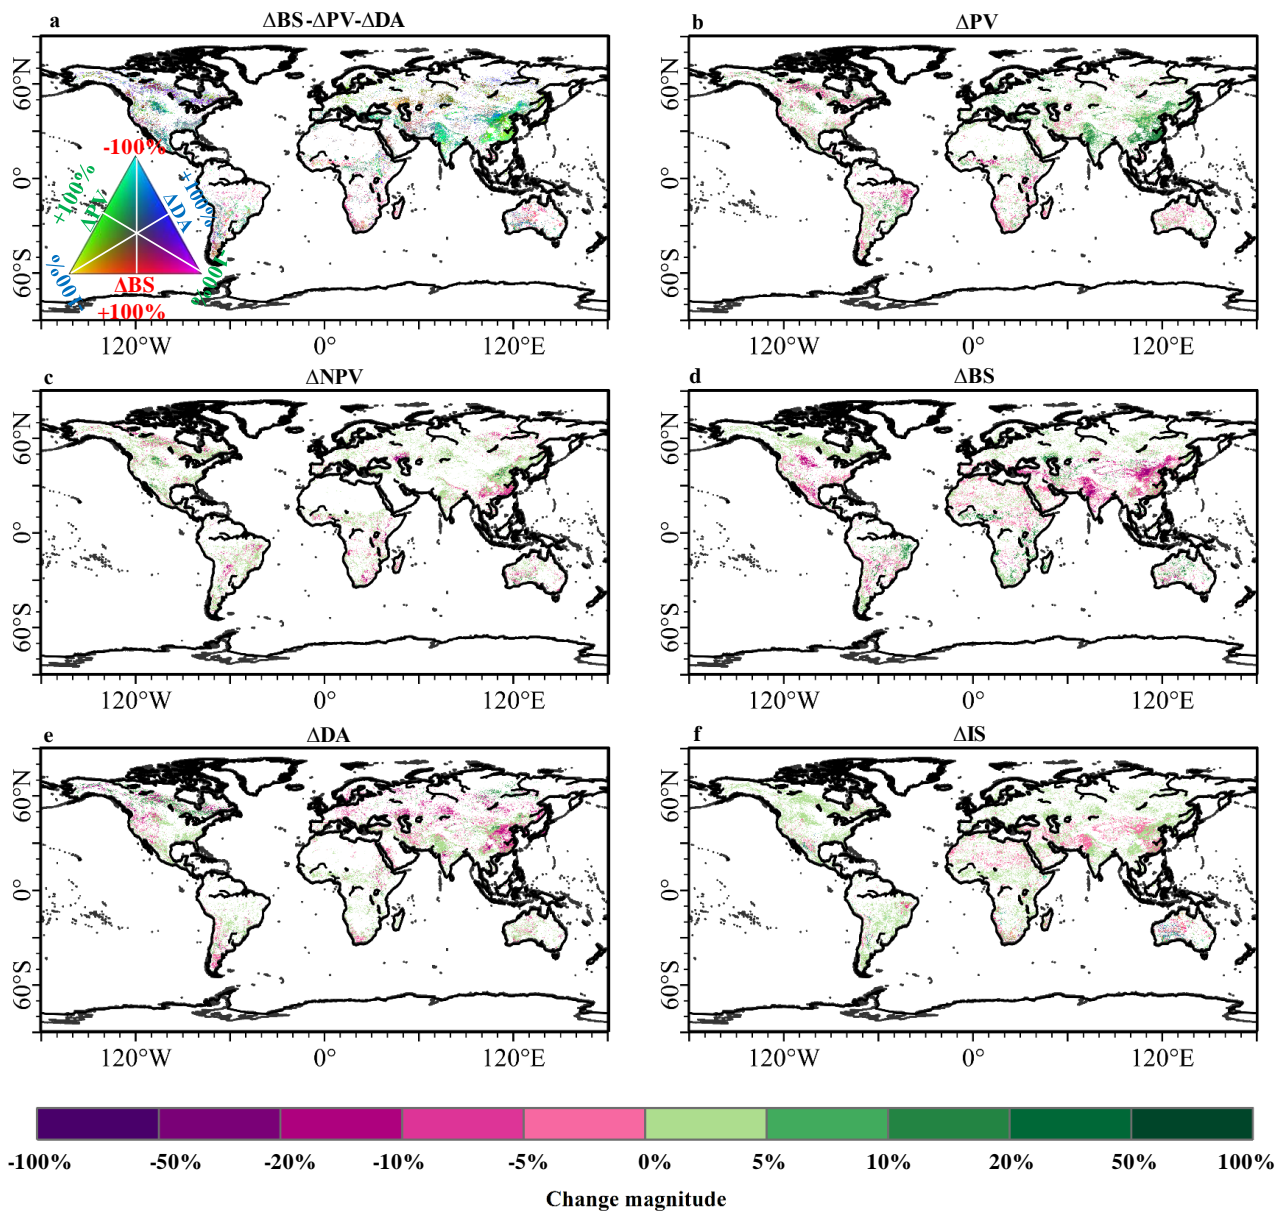 a ΔBS-ΔPV-ΔDA
b ΔPV
60°N
0°
60°S
-100%
+100%
ΔPV
+100%
ΔDA
ΔBS
+100%
120°W 0° 120°E
60°N
0°
60°S
120°W 0° 120°E
c ΔNPV
d ΔBS
60°N
0°
60°S
120°W 0° 120°E
60°N
0°
60°S
120°W 0° 120°E
e ΔDA
f ΔIS
60°N
0°
60°S
120°W 0° 120°E
60°N
0°
60°S
120°W 0° 120°E
-100% -50% -20% -10% -5% 0% 5% 10% 20% 50% 100%
Change magnitude